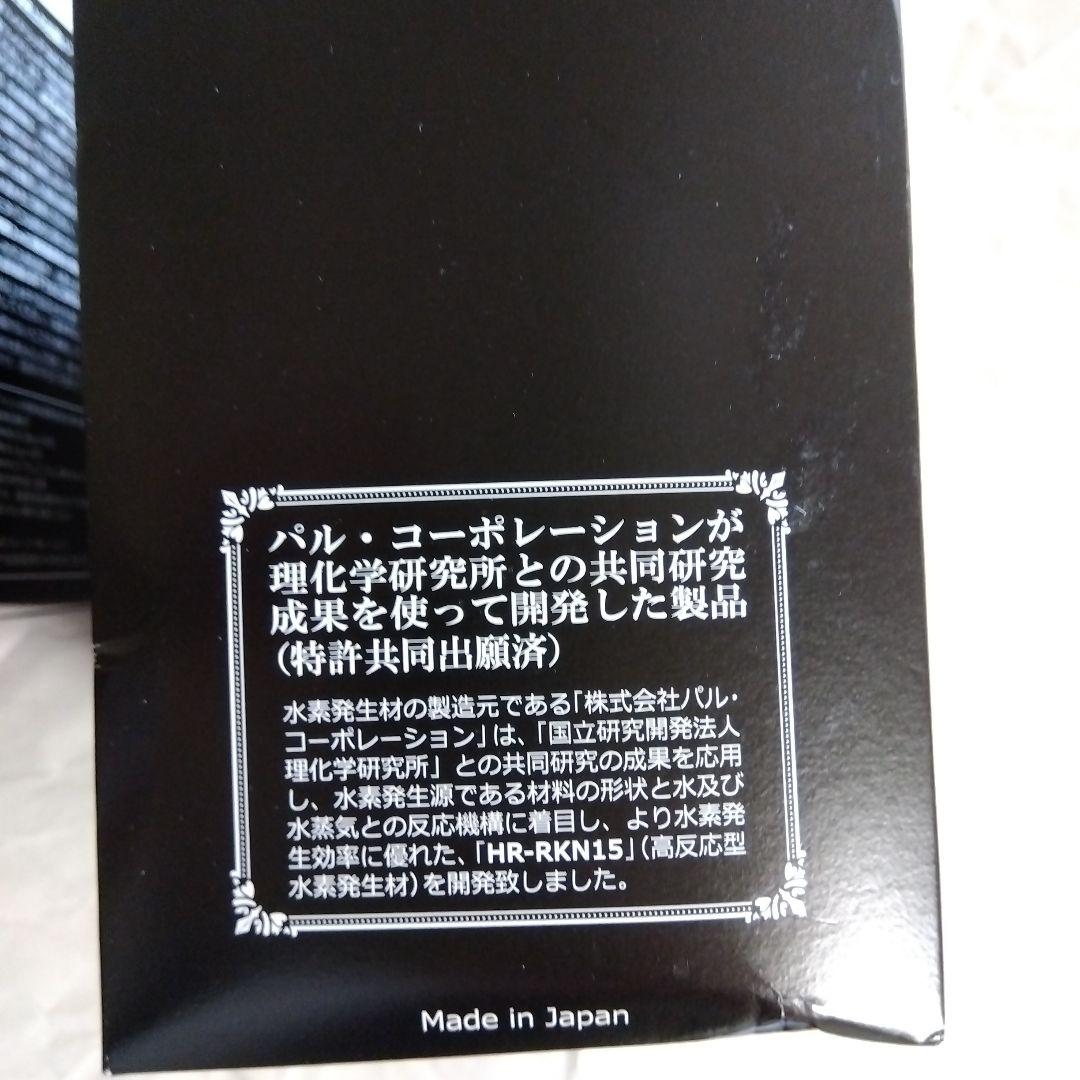 パル・コーポレーションが
理化学研究所との共同研究
成果を使って開発した製品
(特許共同出願済)
水素発生材の製造元である「株式会社パル・
コーポレーション」は、「国立研究開発法人
理化学研究所」との共同研究の成果を応用
し、水素発生源である材料の形状と水及び
水蒸気との反応機構に着目し、より水素発
生効率に優れた、「HR-RKN15」(高反応型
水素発生材)を開発致しました。
Made in Japan